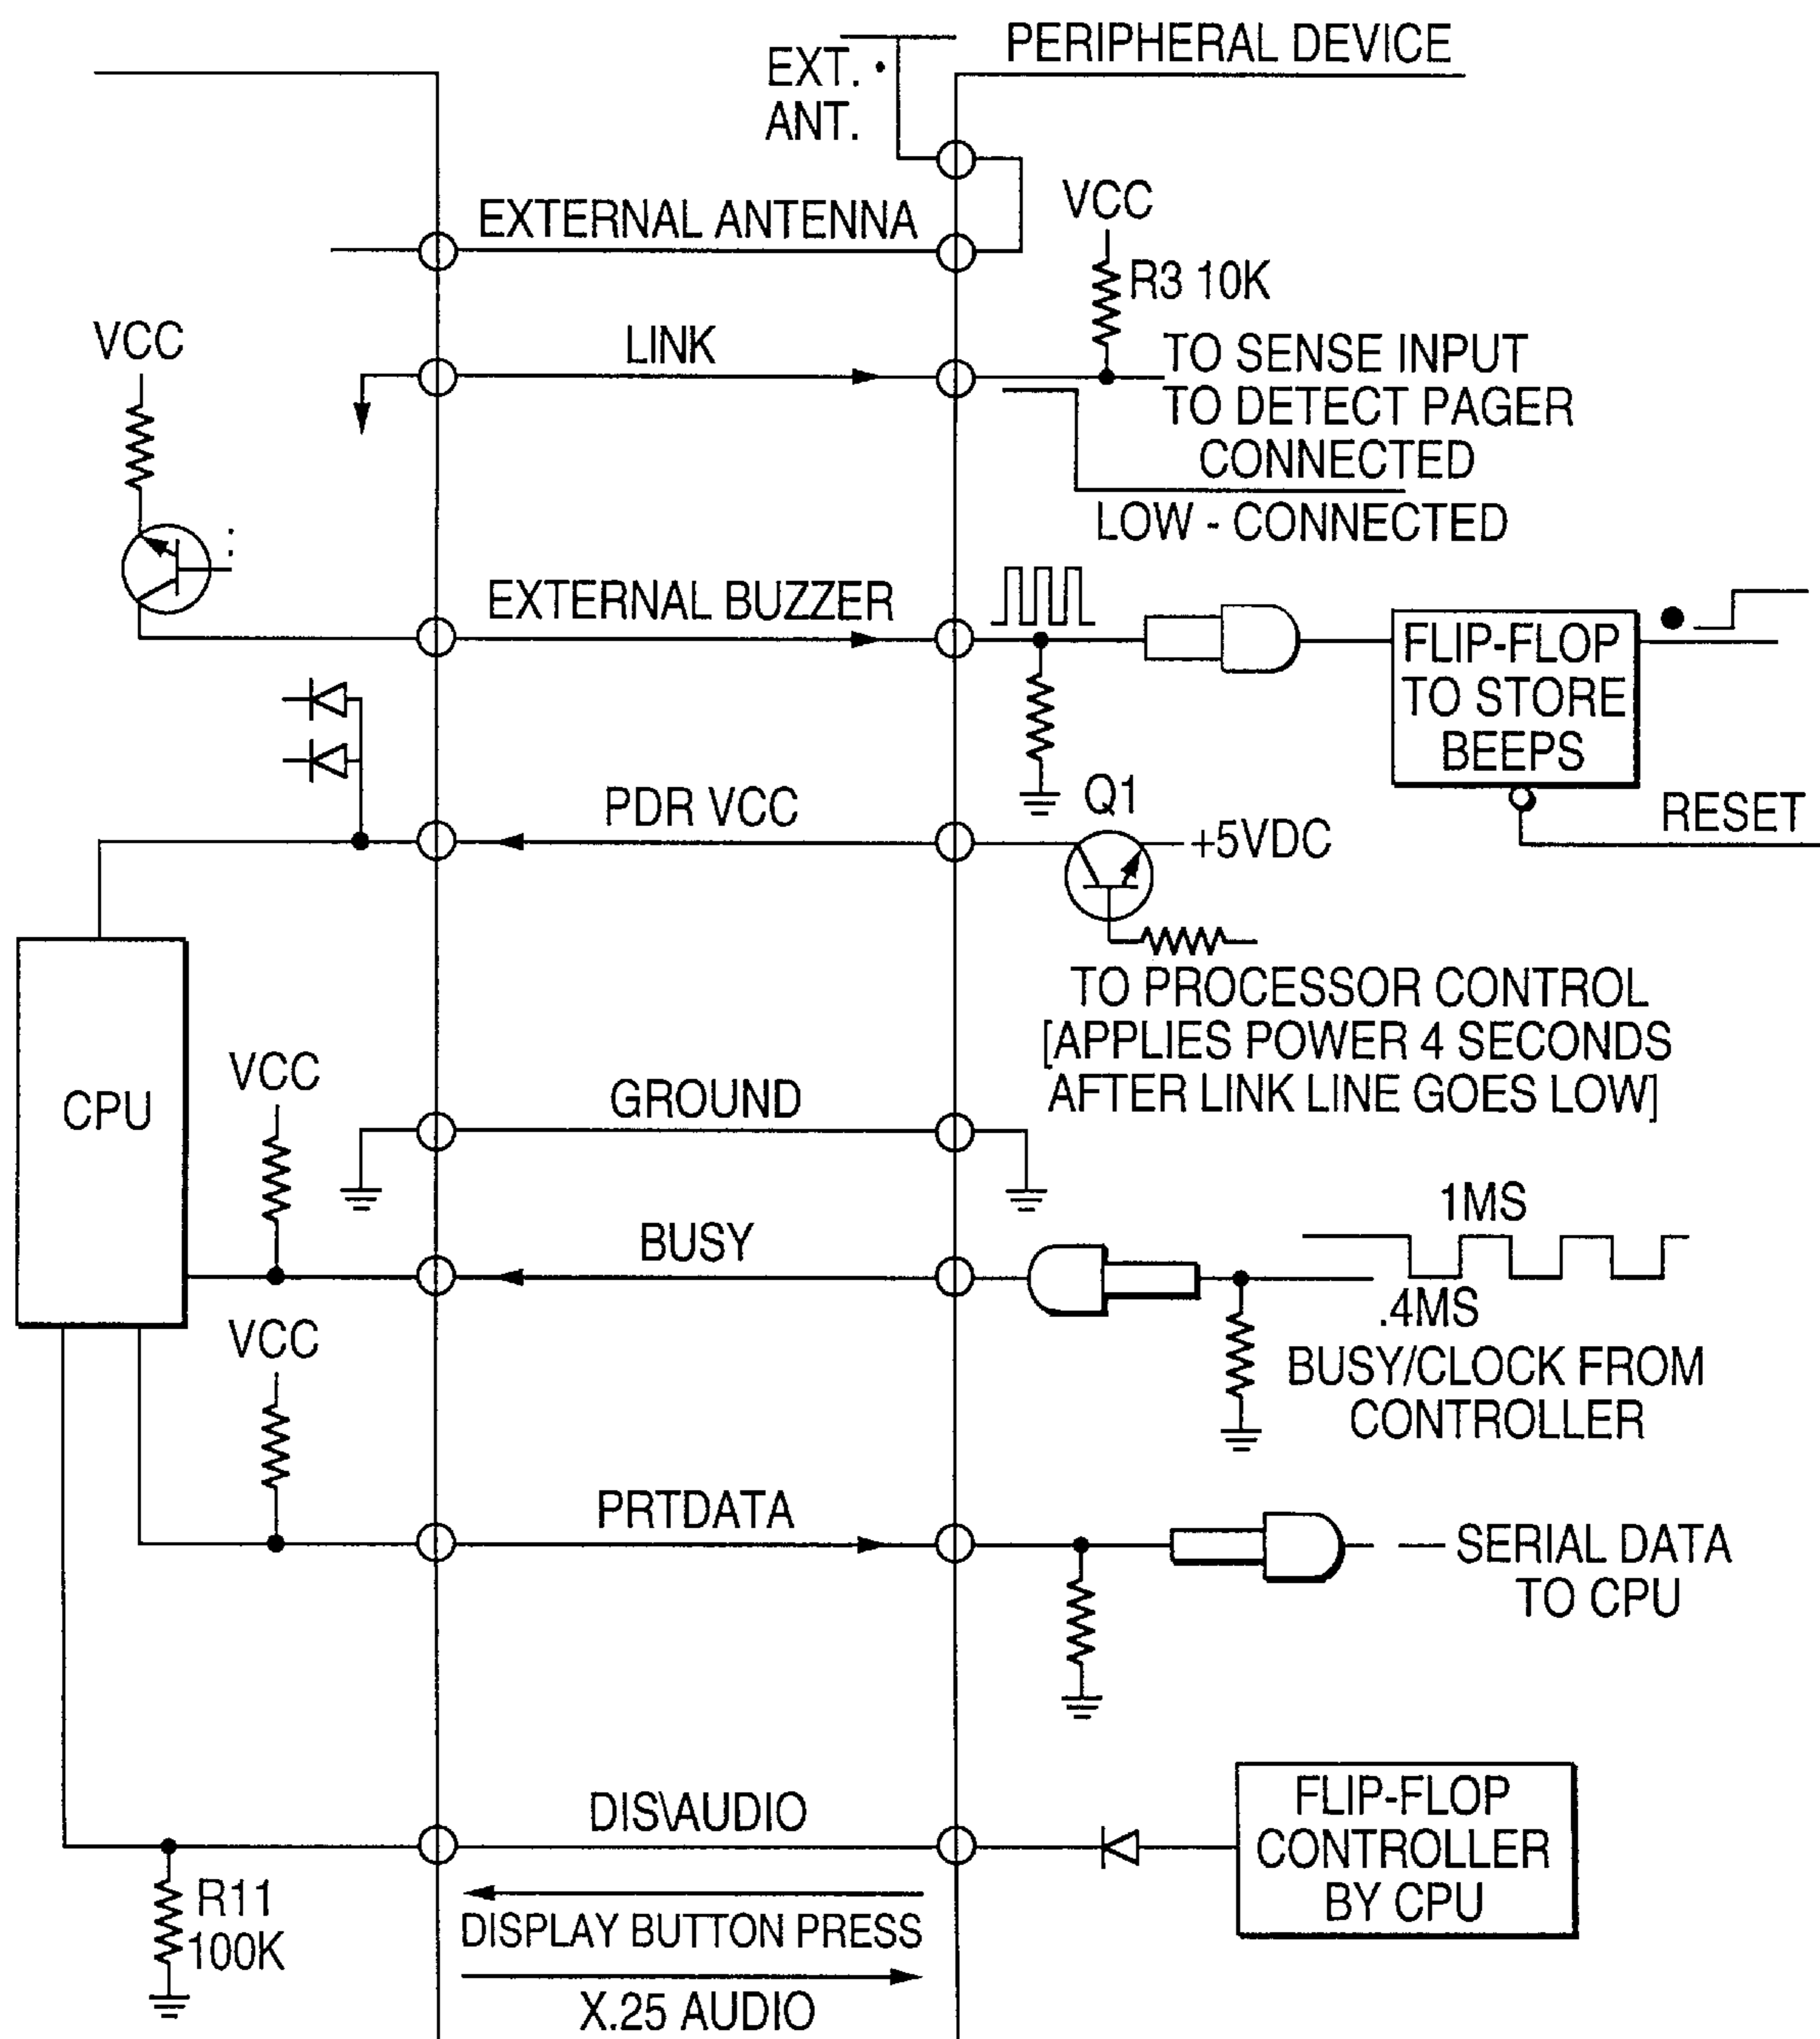 PERIPHERAL DEVICE
EXT.
ANT.
VCC
EXTERNAL ANTENNA
R3 10K
VCC
LINK
TO SENSE INPUT
TO DETECT PAGER
CONNECTED
LOW - CONNECTED
EXTERNAL BUZZER
FLIP-FLOP
TO STORE
BEEPS
RESET
PDR VCC
Q1
+5VDC
TO PROCESSOR CONTROL
[APPLIES POWER 4 SECONDS
AFTER LINK LINE GOES LOW]
CPU
VCC
GROUND
BUSY
1MS
.4MS
BUSY/CLOCK FROM
CONTROLLER
VCC
PRTDATA
SERIAL DATA
TO CPU
DIS\AUDIO
FLIP-FLOP
CONTROLLER
BY CPU
R11
100K
DISPLAY BUTTON PRESS
X.25 AUDIO